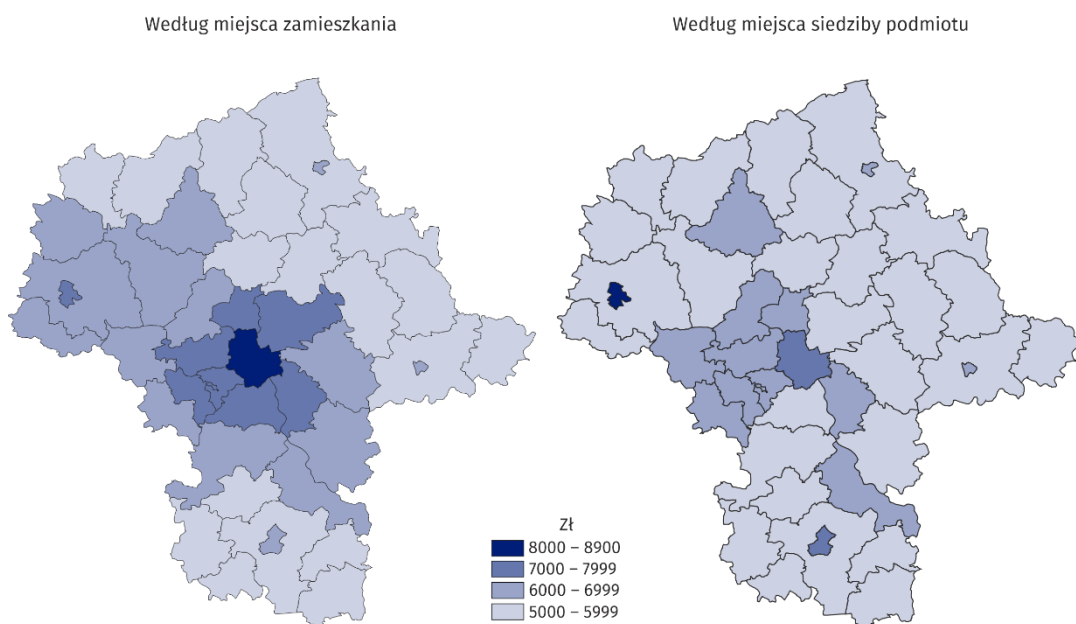 Według miejsca zamieszkania
Według miejsca siedziby podmiotu
Zł
8000 – 8900
7000 – 7999
6000 – 6999
5000 – 5999